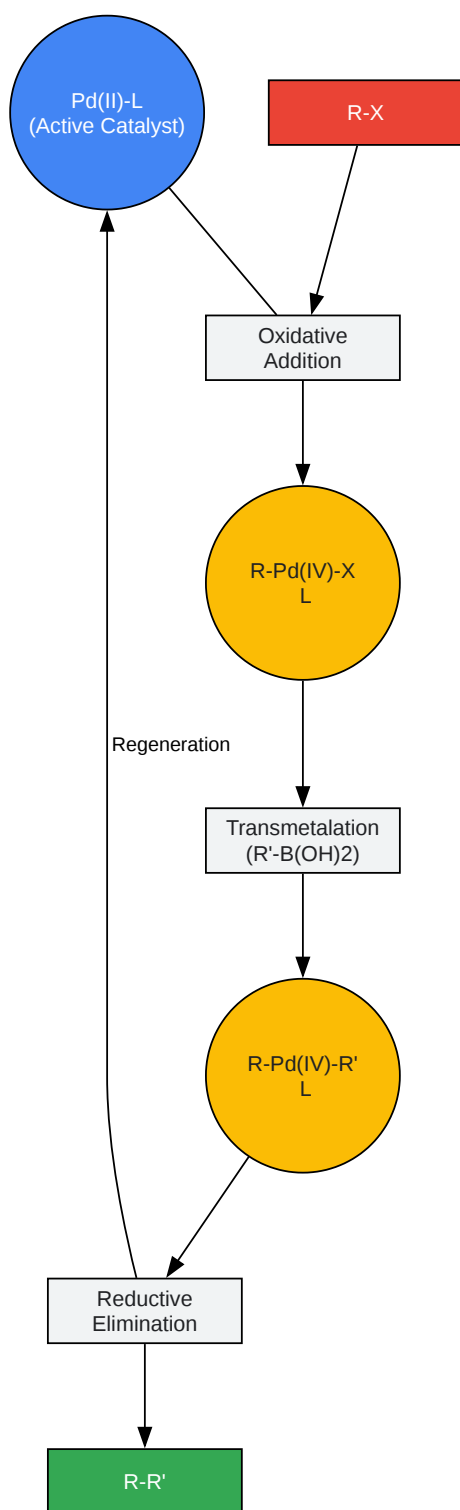 Pd(II)-L
(Active Catalyst)
R-X
Oxidative
Addition
R-Pd(IV)-X
L
Regeneration
Transmetalation
(R'-B(OH)2)
R-Pd(IV)-R'
L
Reductive
Elimination
R-R'